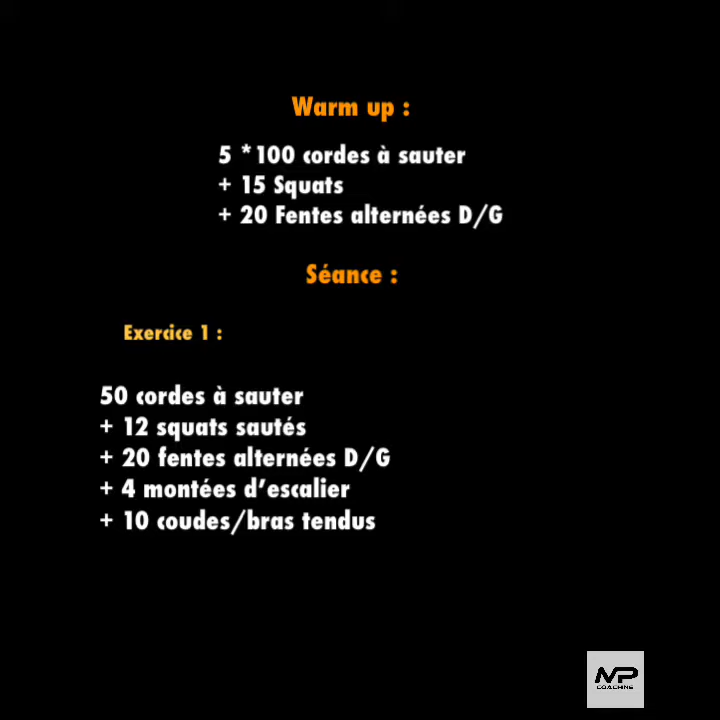 Warm up :
5 *100 cordes à sauter
+ 15 Squats
+ 20 Fentes alternées D/G
Séance :
Exercice 1 :
50 cordes à sauter
+ 12 squats sautés
+ 20 fentes alternées D/G
+ 4 montées d’escalier
+ 10 coudes/bras tendus
MP
COACHING